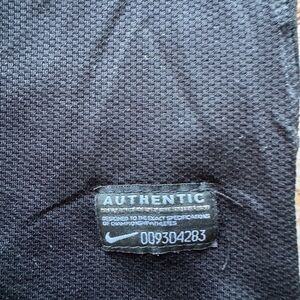 AUTHENTIC
DESIGNED TO THE EXACT SPECIFICATIONS
OF CHAMPIONSHIP ATHLETES
009304283